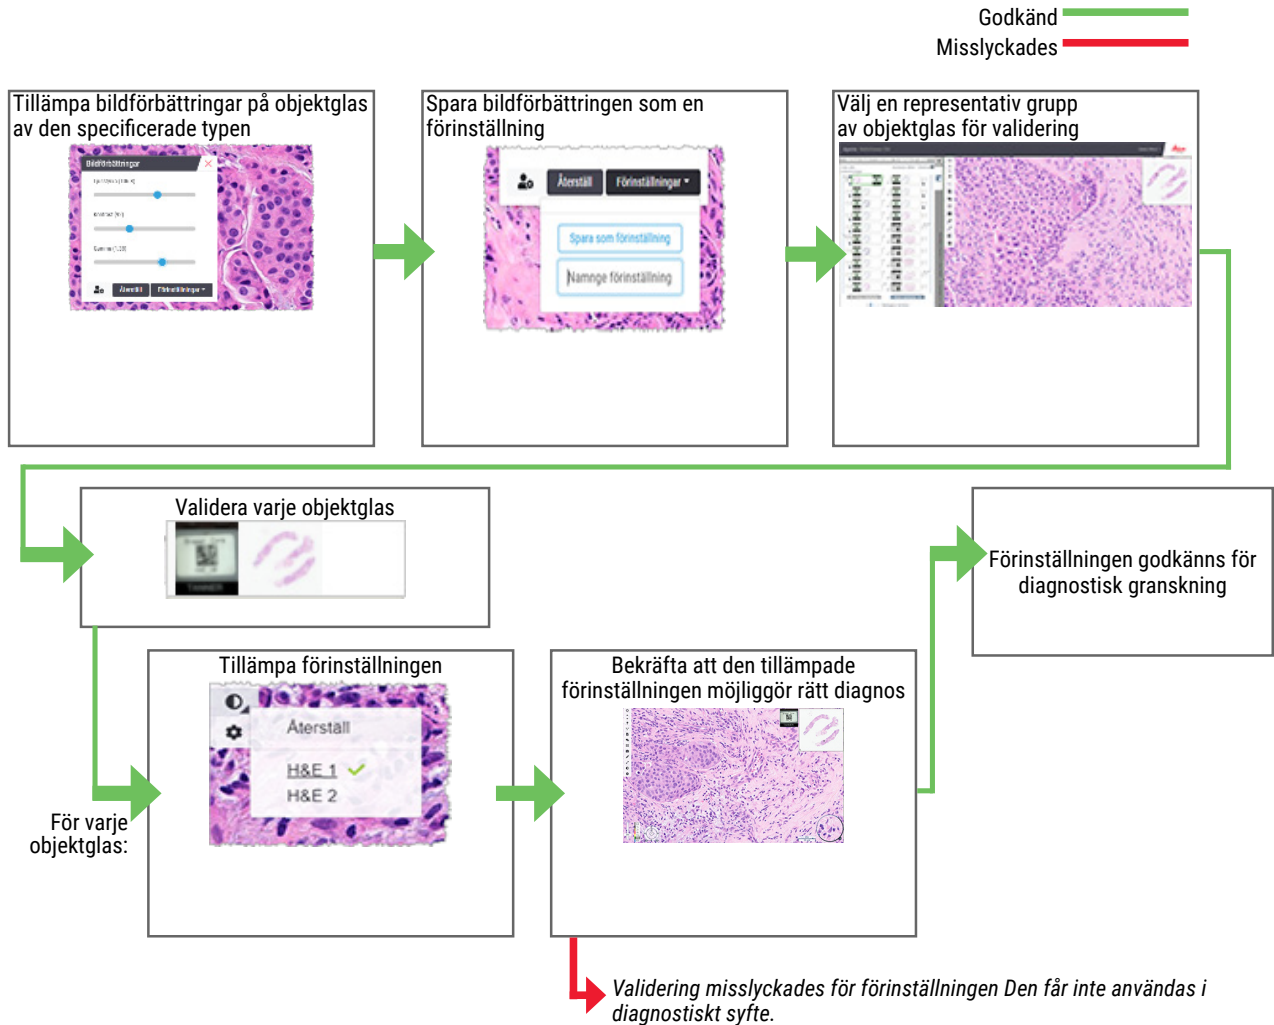 Godkänd
Misslyckades
Tillämpa bildförbättringar på objektglas
av den specificerade typen
Bildförbättringar
Återställ
Förinställningar
Spara bildförbättringen som en
förinställning
Återställ
Förinställningar
Spara som förinställning
Namnge förinställning
Välj en representativ grupp
av objektglas för validering
Validera varje objektglas
Förinställningen godkänns för
diagnostisk granskning
För varje
objektglas:
Tillämpa förinställningen
Återställ
H&E 1
H&E 2
Bekräfta att den tillämpade
förinställningen möjliggör rätt diagnos
Validering misslyckades för förinställningen Den får inte användas i
diagnostiskt syfte.